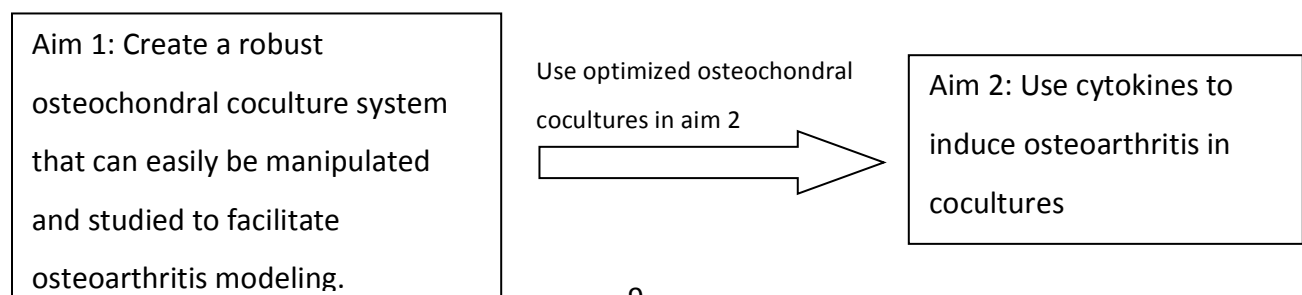 Aim 1: Create a robust
osteochondral coculture system
that can easily be manipulated
and studied to facilitate
osteoarthritis modeling.
Use optimized osteochondral
cocultures in aim 2
Aim 2: Use cytokines to
induce osteoarthritis in
cocultures